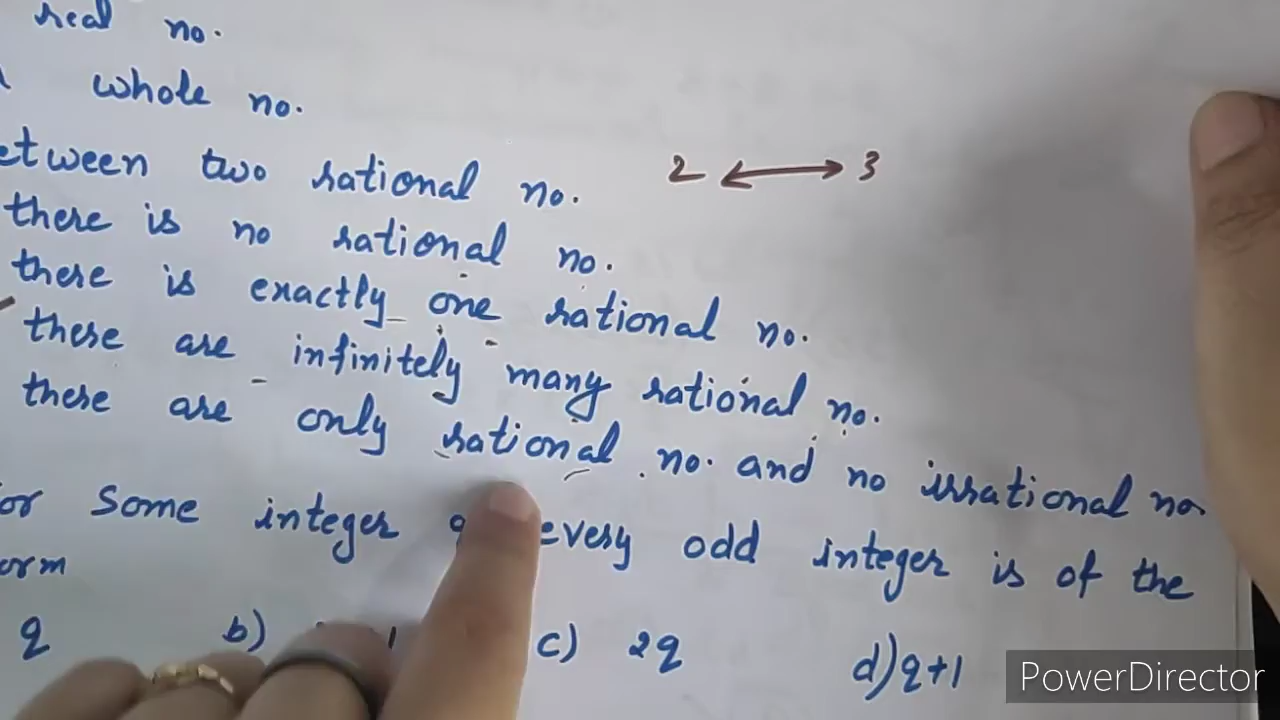 real no.
whole no.
etween two rational no.
2 ↔ 3
there is no rational no.
there is exactly one rational no.
there are infinitely many rational no.
there are only rational no. and no irrational no.
or some integer q every odd integer is of the
orm
q b) 1 c) 2q d) q+1
PowerDirector